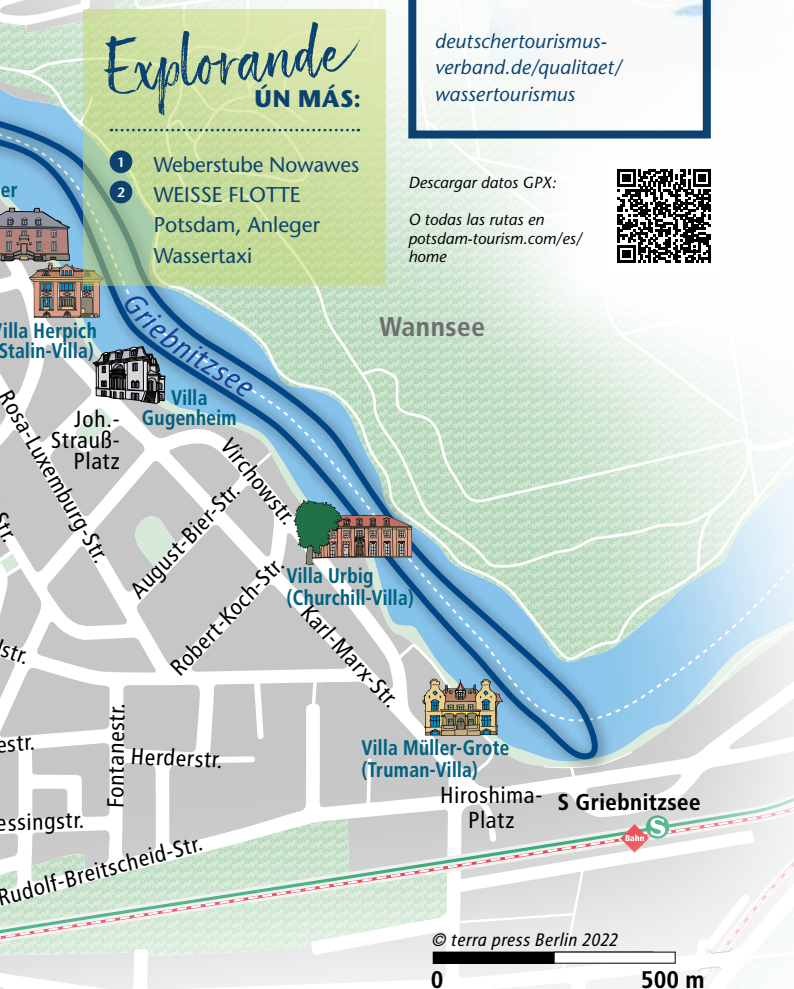 Explorande
ÚN MÁS:
1 Weberstube Nowawes
2 WEISSE FLOTTE
Potsdam, Anleger
Wassertaxi
deutschertourismus-
verband.de/qualitaet/
wassertourismus
Descargar datos GPX:
O todas las rutas en
potsdam-tourism.com/es/
home
er
Wannsee
Griebnitzsee
Villa Herpich
Stalin-Villa)
Villa
Gugenheim
Joh.-
Strauß-
Platz
Rosa-Luxemburg-Str.
Virchowstr.
August-Bier-Str.
Str.
Robert-Koch-Str.
Villa Urbig
(Churchill-Villa)
Karl-Marx-Str.
lstr.
Villa Müller-Grote
(Truman-Villa)
Fontanestr.
estr.
Herderstr.
Hiroshima-
Platz
S Griebnitzsee
S
Bahn
essingstr.
Rudolf-Breitscheid-Str.
© terra press Berlin 2022
0 500 m